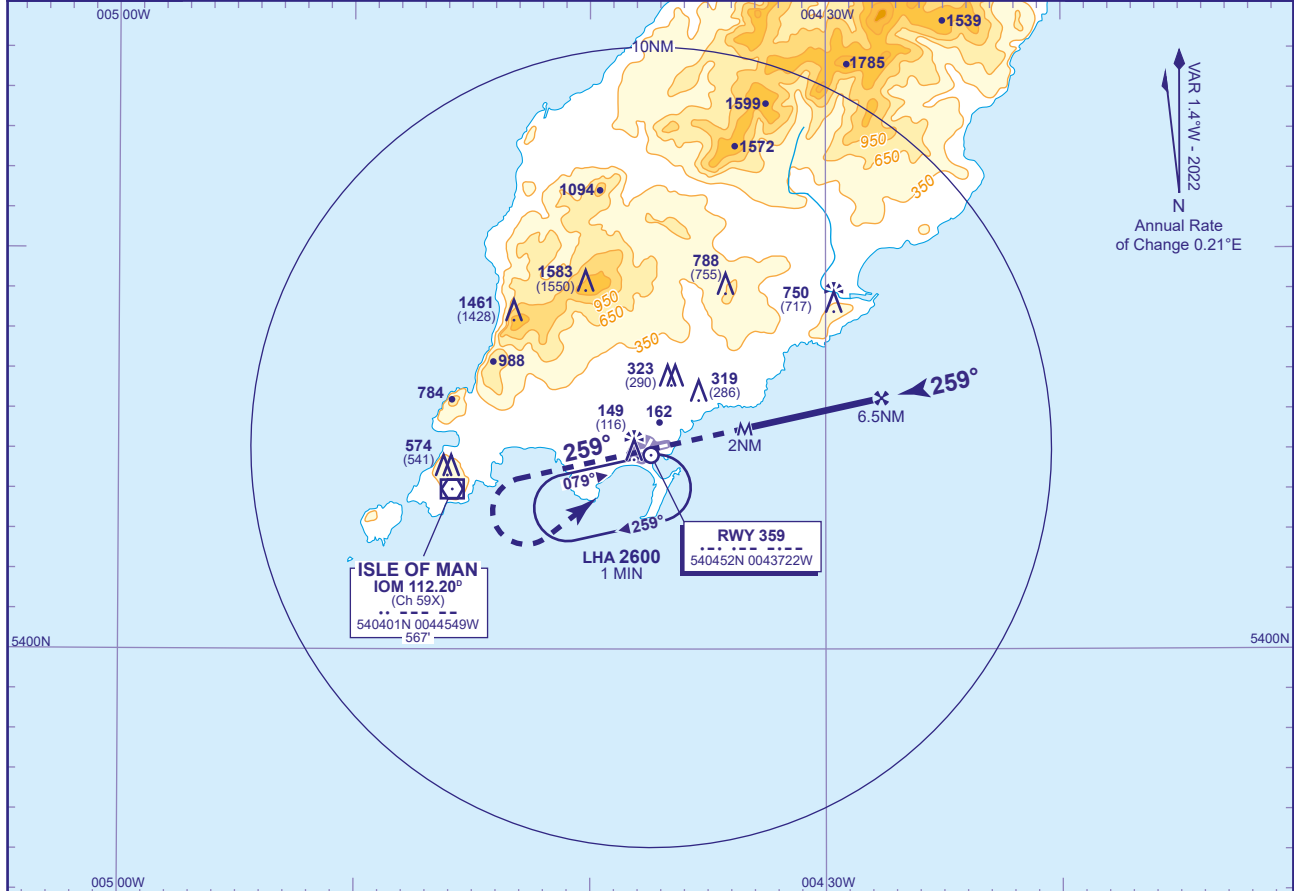 005 00W
004 30W
1539
10NM
1785
VAR 1.4°W - 2022
1599
1572
950
650
350
1094
N
Annual Rate
of Change 0.21°E
1583
(1550)
788
(755)
750
(717)
1461
(1428)
950
650
350
988
323
(290)
319
(286)
784
259°
6.5NM
149
(116)
162
2NM
574
(541)
259°
079°
259°
LHA 2600
1 MIN
RWY 359
540452N 0043722W
ISLE OF MAN
IOM 112.20ᴰ
(Ch 59X)
540401N 0044549W
567'
5400N
5400N
005 00W
004 30W